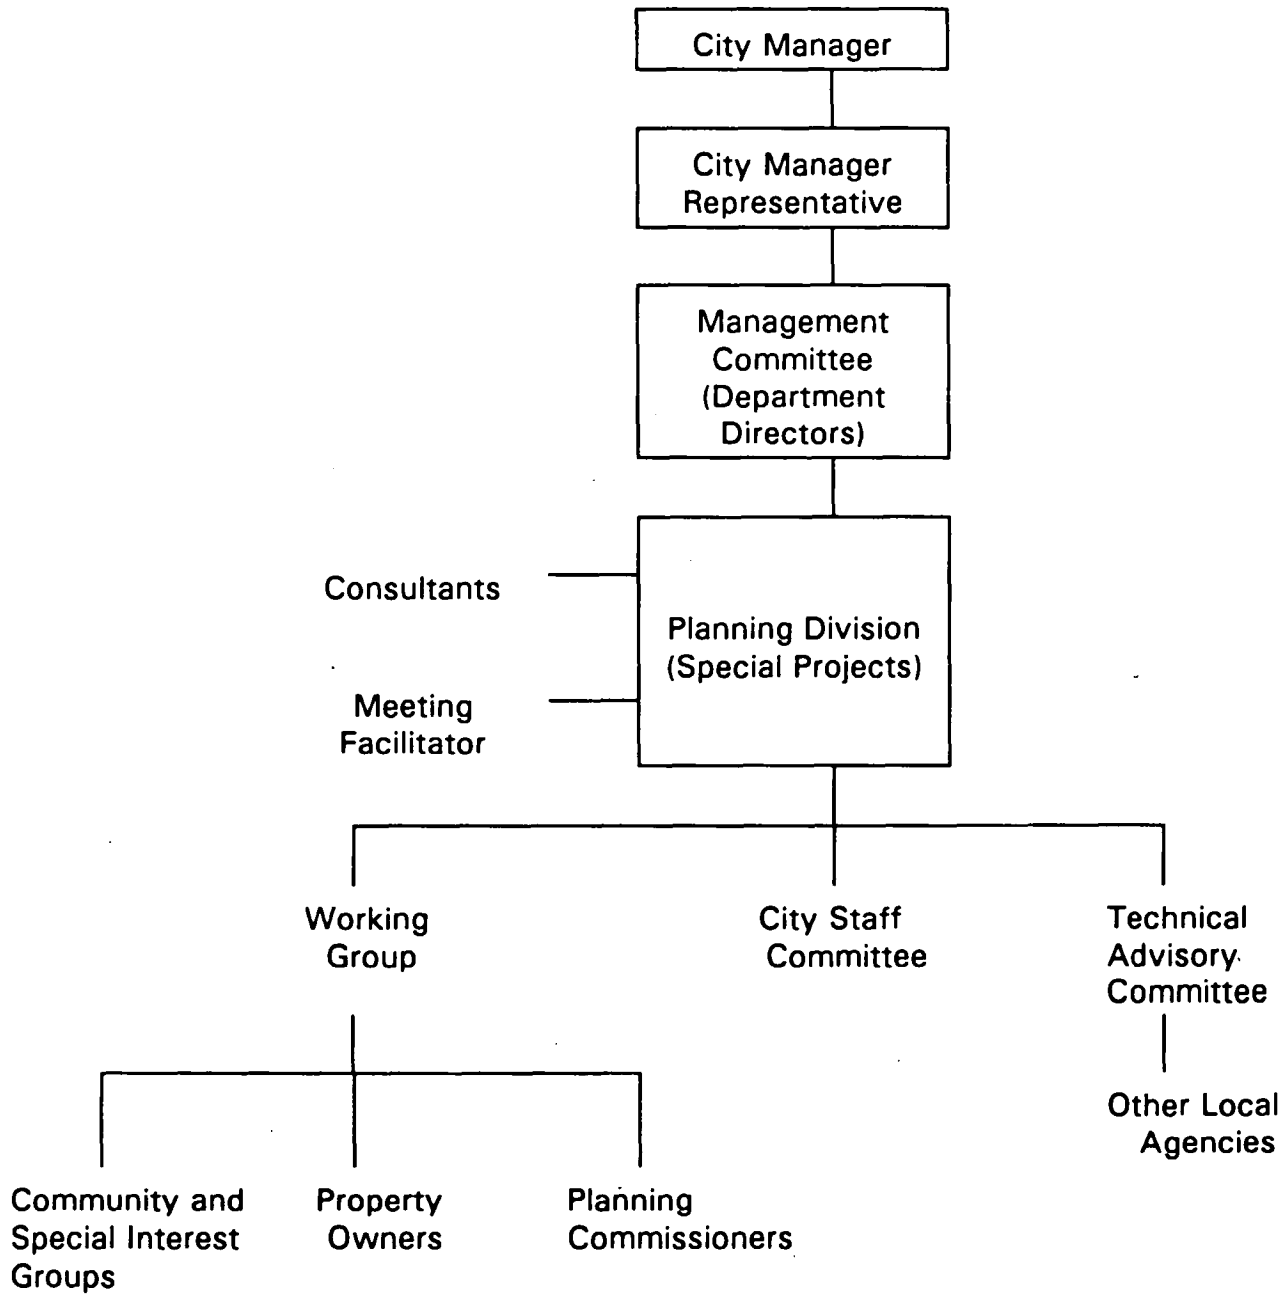 City Manager
City Manager
Representative
Management
Committee
(Department
Directors)
Consultants
Planning Division
(Special Projects)
Meeting
Facilitator
Working
Group
City Staff
Committee
Technical
Advisory
Committee
Other Local
Agencies
Community and
Special Interest
Groups
Property
Owners
Planning
Commissioners